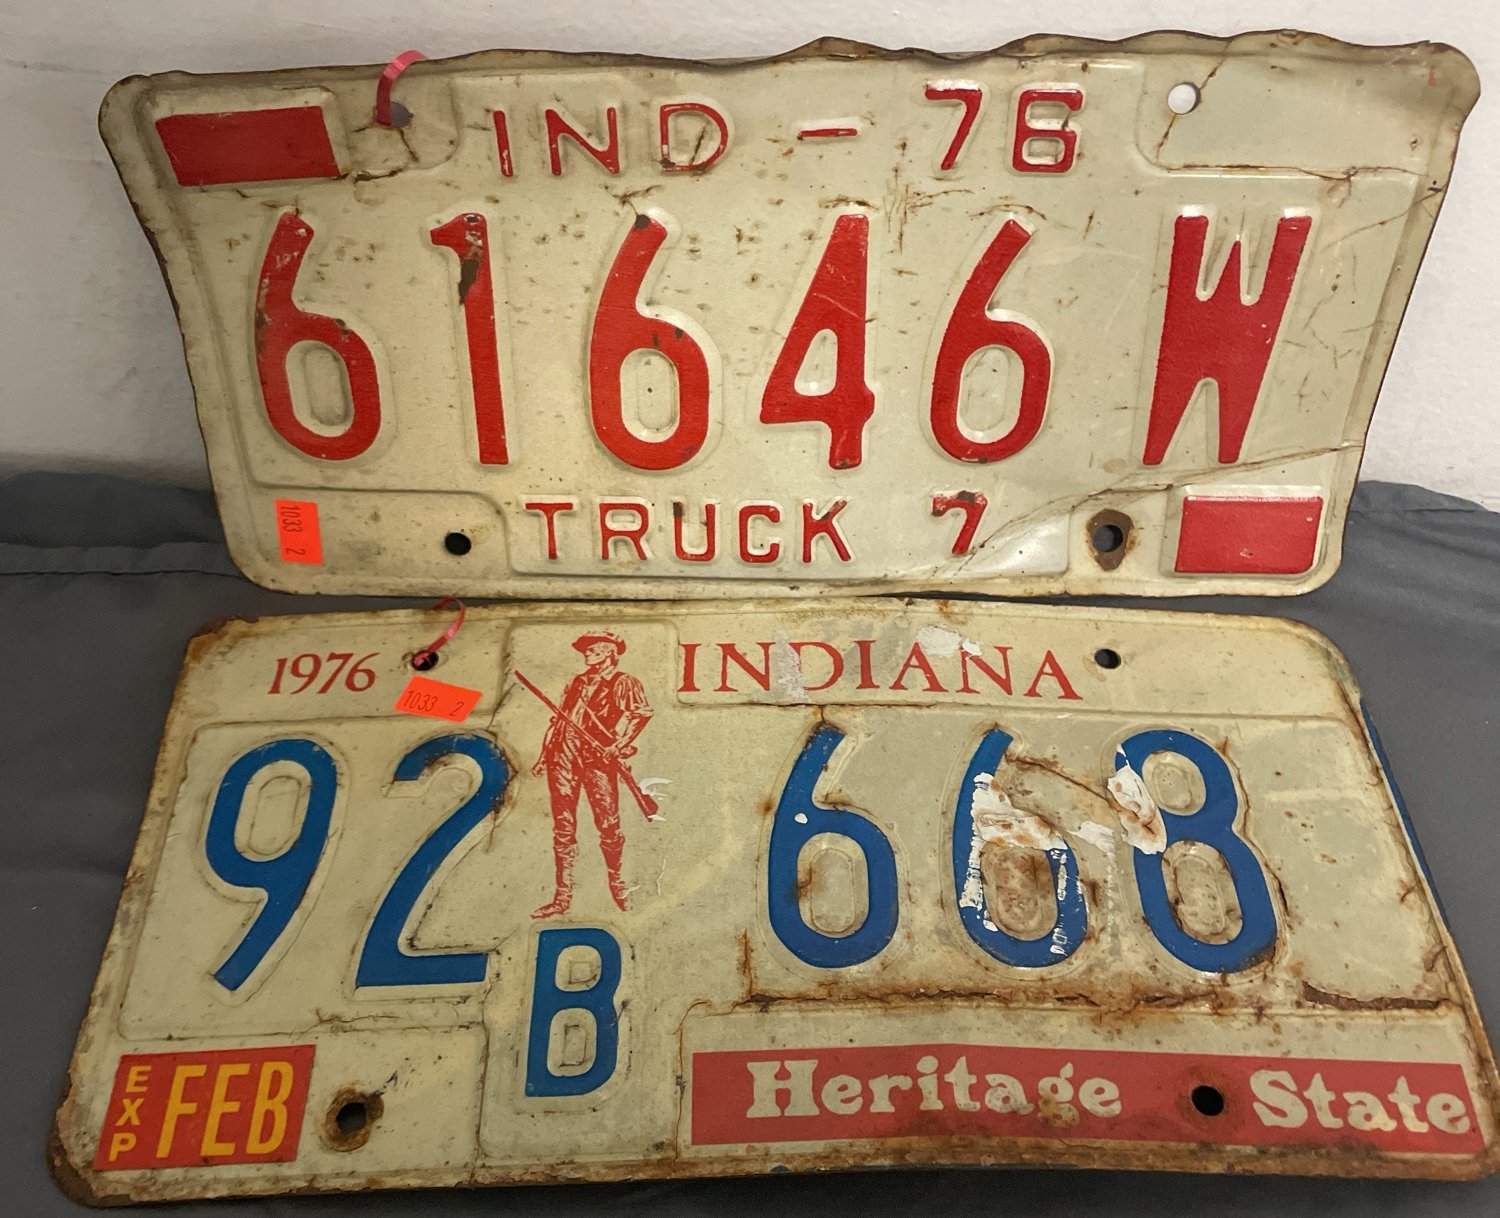 IND - 76
61646W
TRUCK 7
1033 2
1976 INDIANA
1033 2
92 B 668
EXP FEB
Heritage State